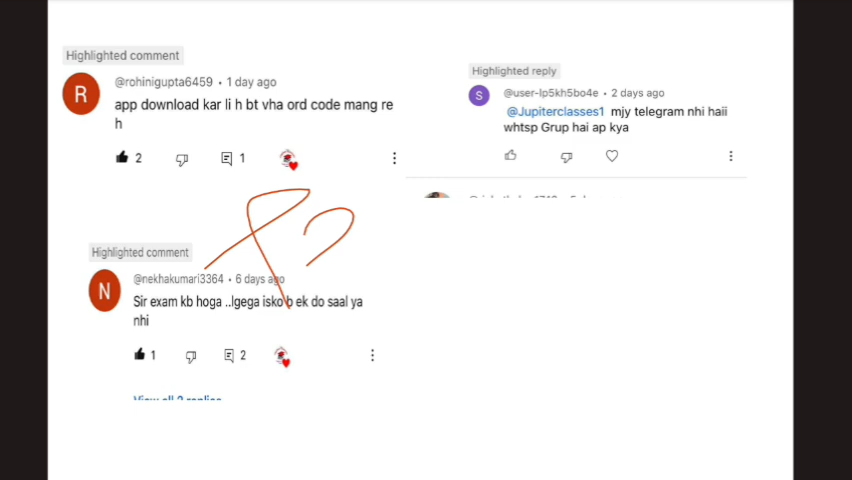 Highlighted comment
R
@rohinigupta6459 • 1 day ago
app download kar li h bt vha ord code mang re
h
2
1
Highlighted reply
S
@user-lp5kh5bo4e • 2 days ago
@Jupiterclasses1 mjy telegram nhi haii
whtsp Grup hai ap kya
Highlighted comment
N
@nekhakumari3364 • 6 days ago
Sir exam kb hoga ..lgega isko b ek do saal ya
nhi
1
2
View all 2 replies